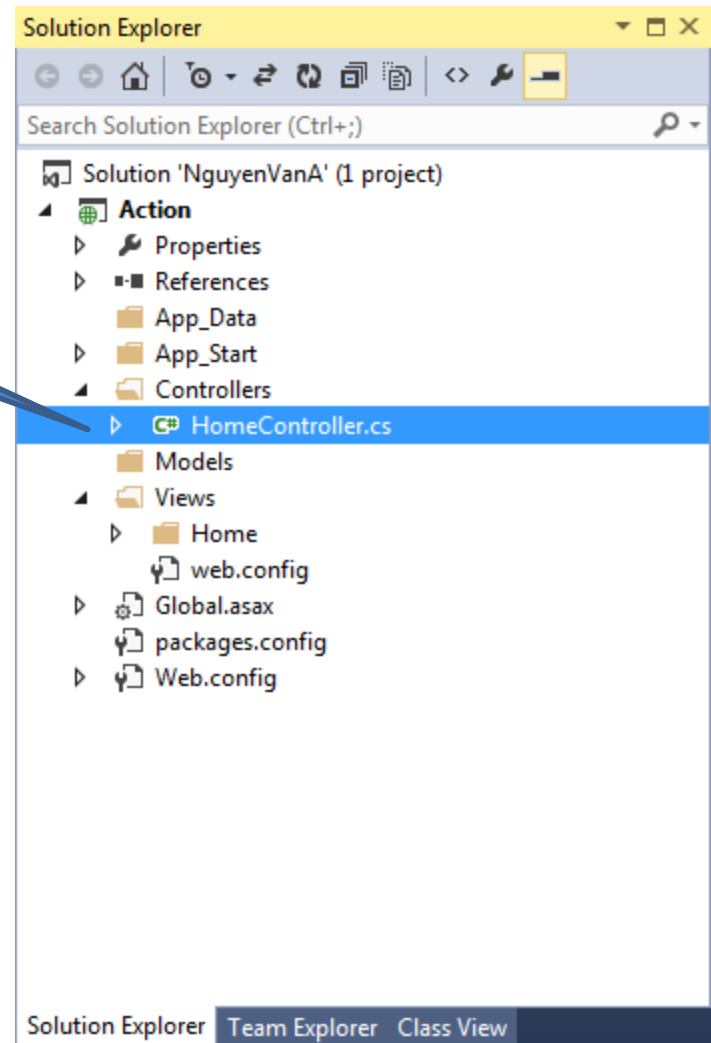 Solution Explorer
Search Solution Explorer (Ctrl+;)
Solution 'NguyenVanA' (1 project)
Action
Properties
References
App_Data
App_Start
Controllers
C# HomeController.cs
Models
Views
Home
web.config
Global.asax
packages.config
Web.config
Solution Explorer Team Explorer Class View